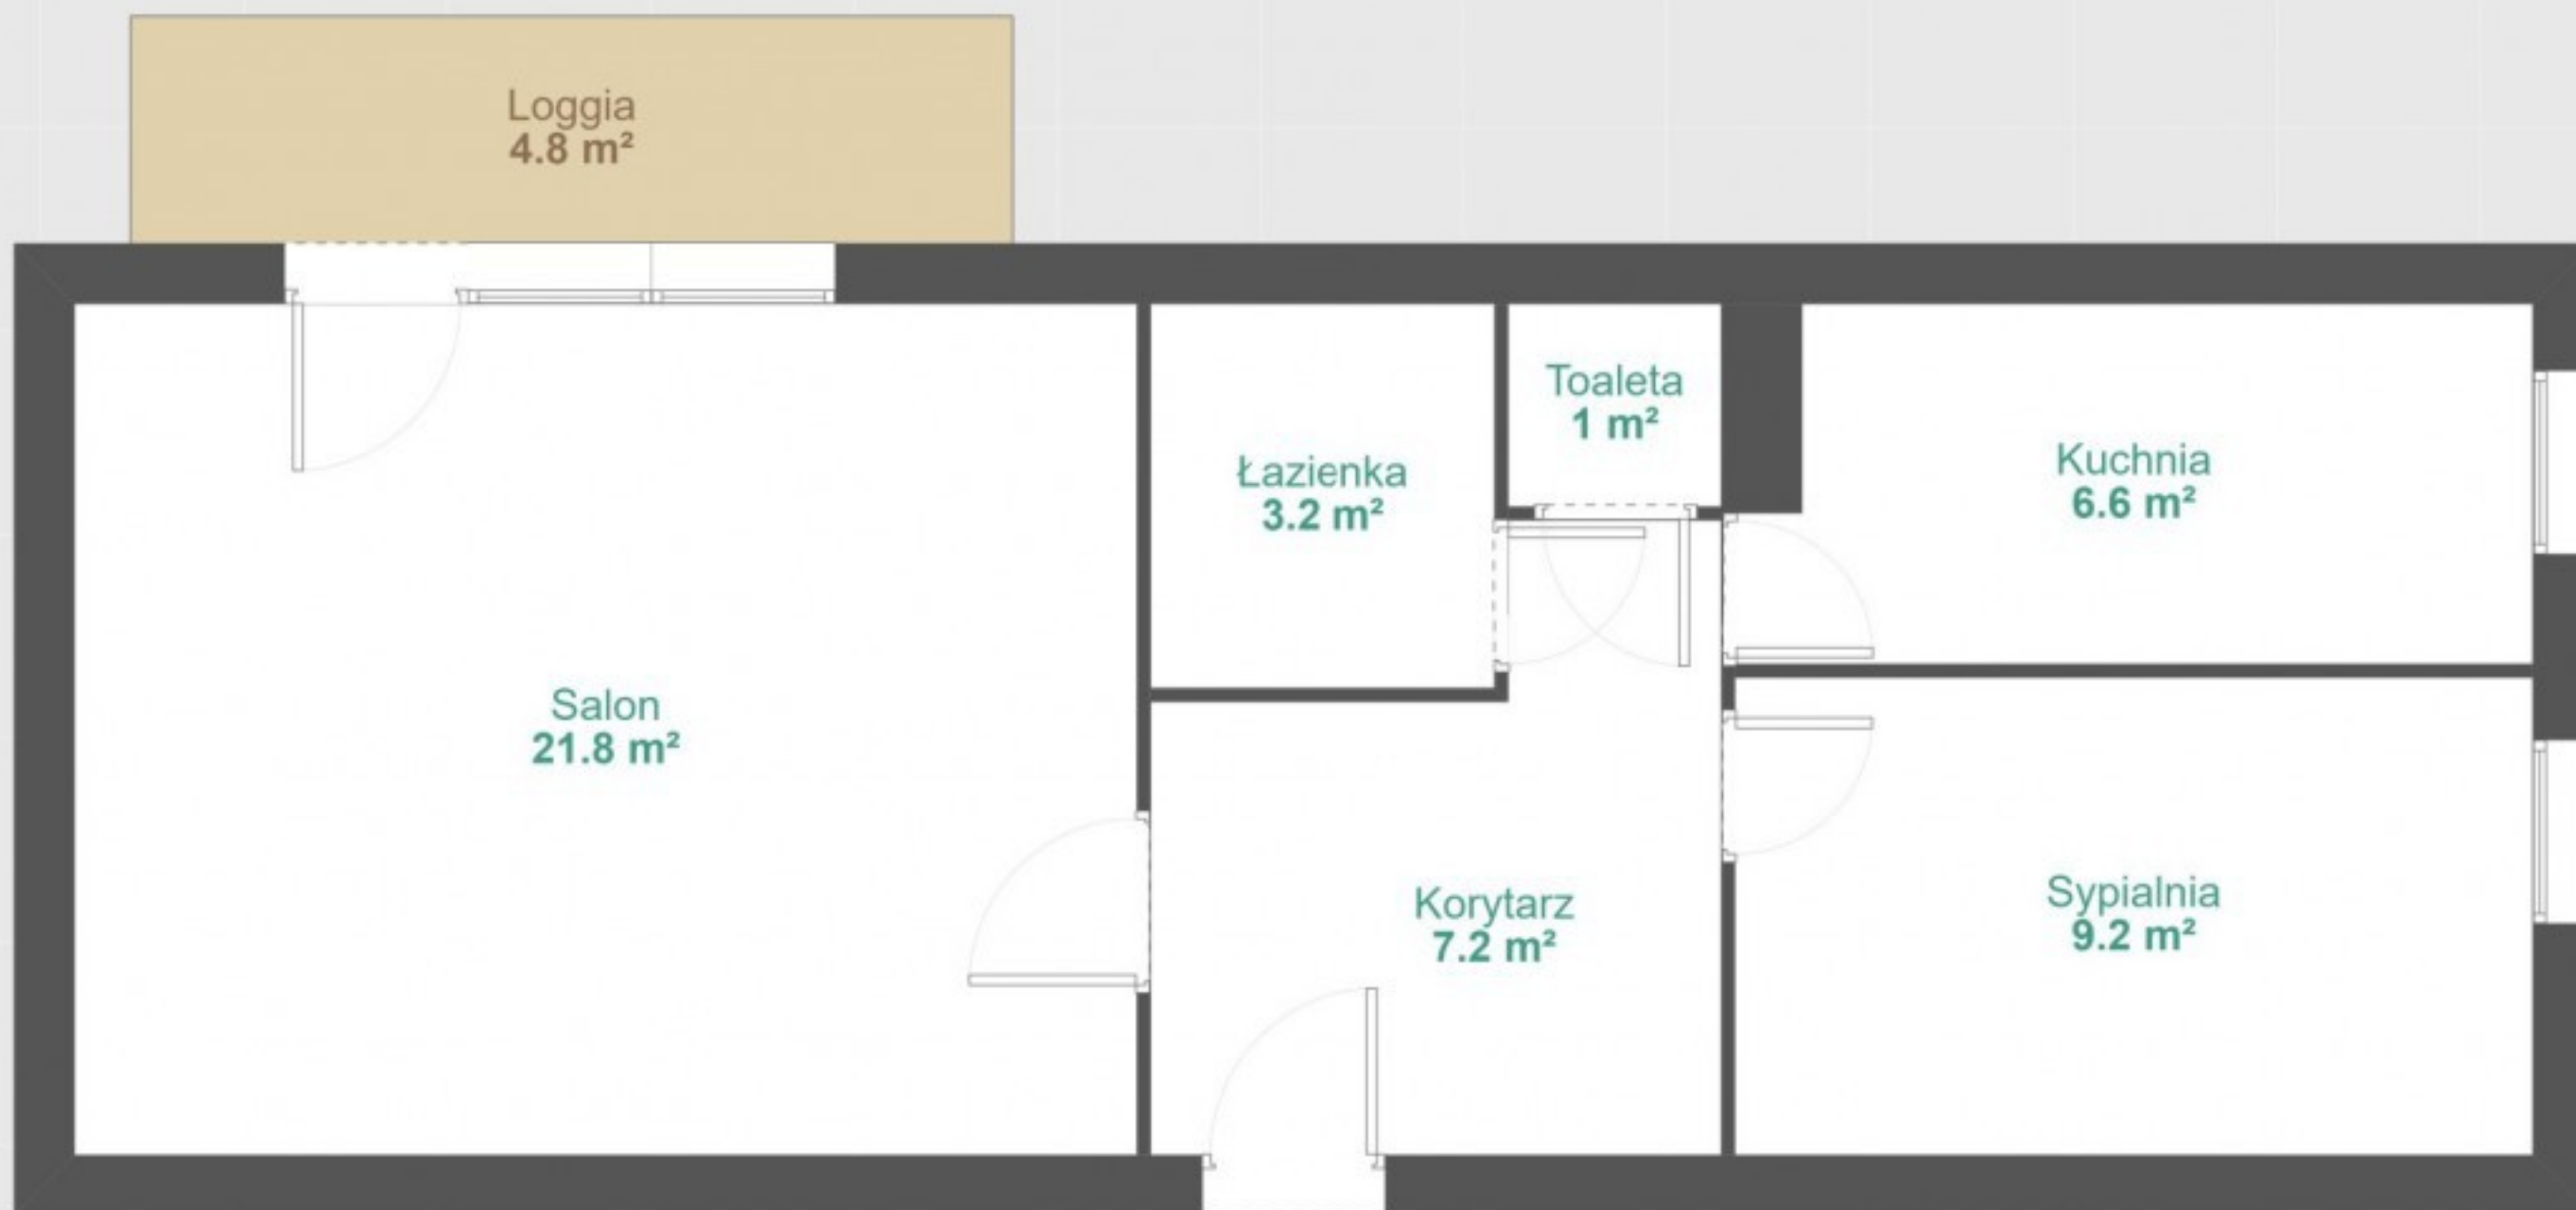 Loggia
4.8 m²
Toaleta
1 m²
Łazienka
3.2 m²
Kuchnia
6.6 m²
Salon
21.8 m²
Korytarz
7.2 m²
Sypialnia
9.2 m²